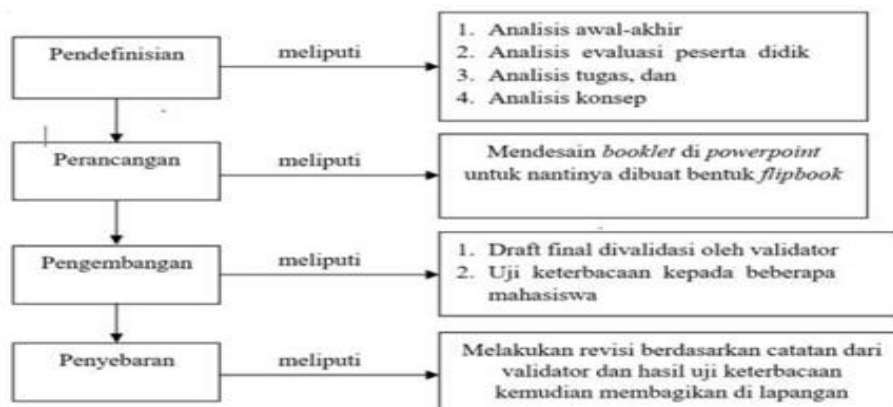 Pendefinisian
meliputi
1. Analisis awal-akhir
2. Analisis evaluasi peserta didik
3. Analisis tugas, dan
4. Analisis konsep
Perancangan
meliputi
Mendesain booklet di powerpoint
untuk nantinya dibuat bentuk flipbook
Pengembangan
meliputi
1. Draft final divalidasi oleh validator
2. Uji keterbacaan kepada beberapa
mahasiswa
Penyebaran
meliputi
Melakukan revisi berdasarkan catatan dari
validator dan hasil uji keterbacaan
kemudian membagikan di lapangan